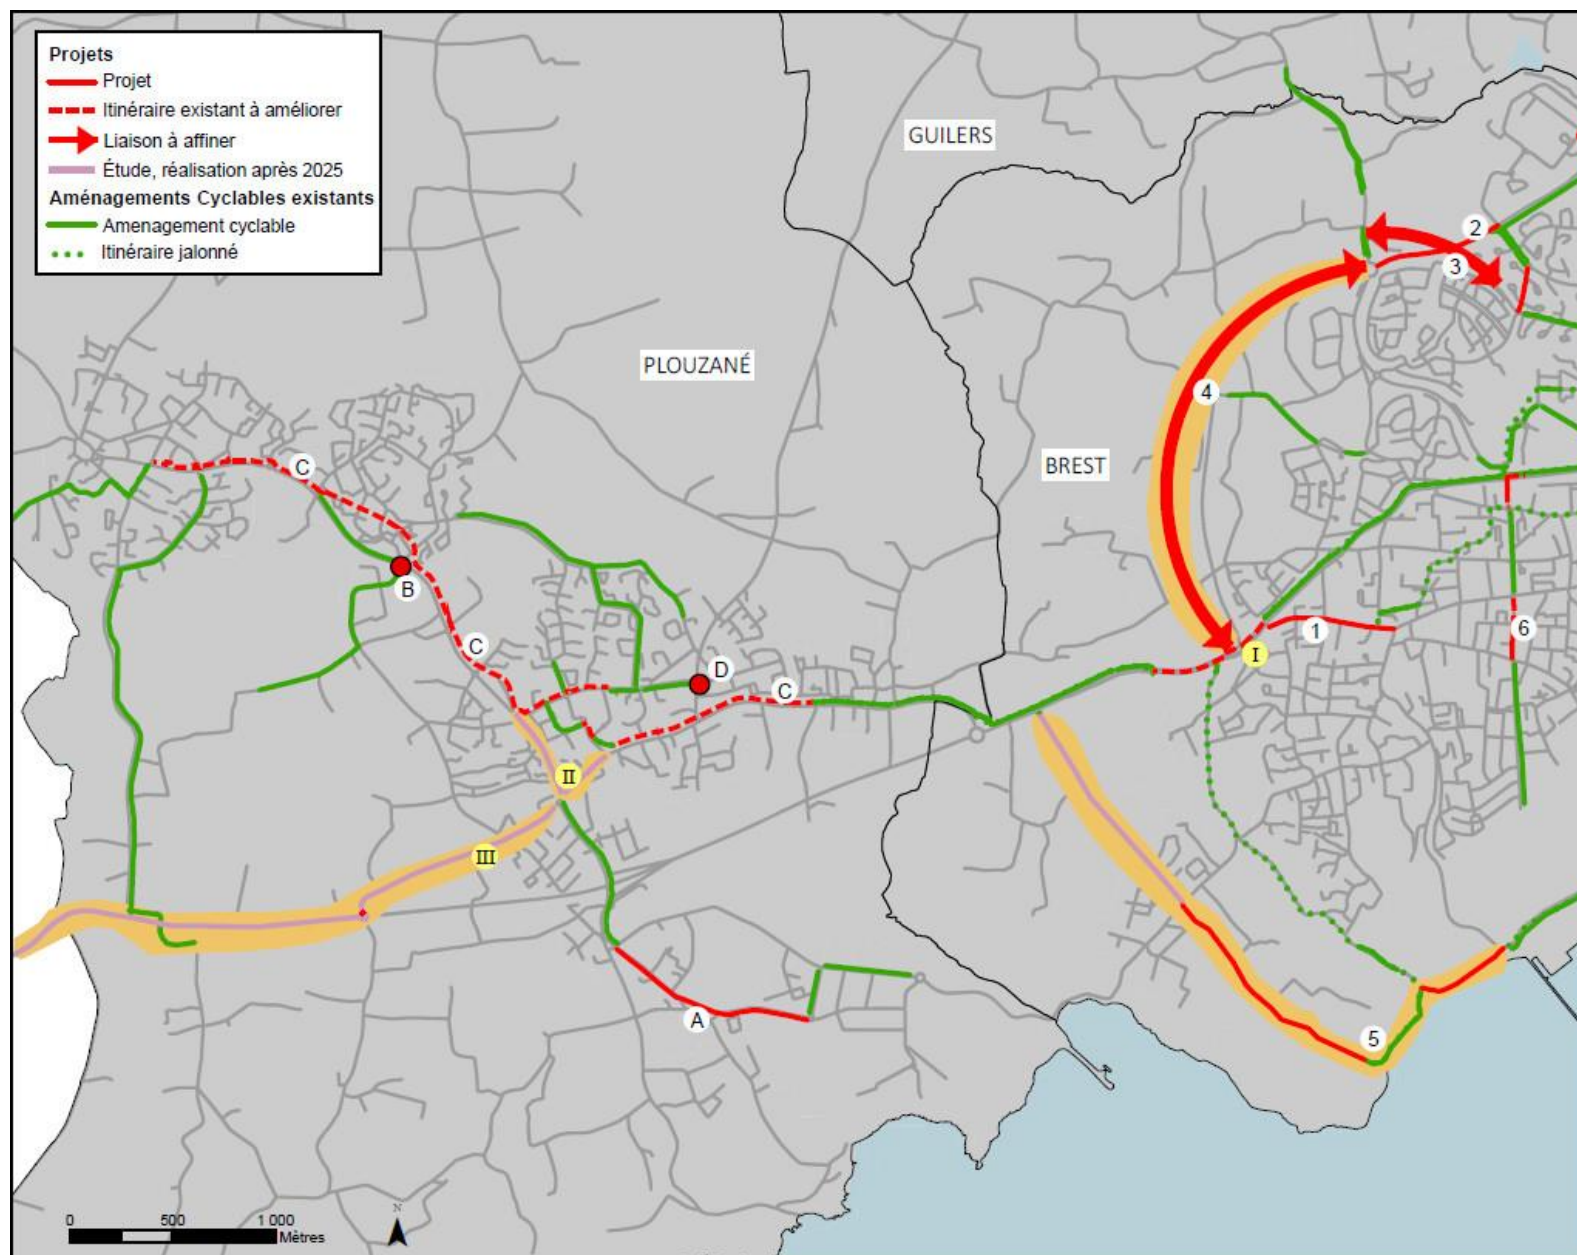 Projets
Projet
Itinéraire existant à améliorer
Liaison à affiner
Étude, réalisation après 2025
Aménagements Cyclables existants
Amenagement cyclable
Itinéraire jalonné
GUILERS
2
3
PLOUZANÉ
4
BREST
C
B
1
6
I
C
D
C
II
III
A
5
N
0 500 1 000
Mètres